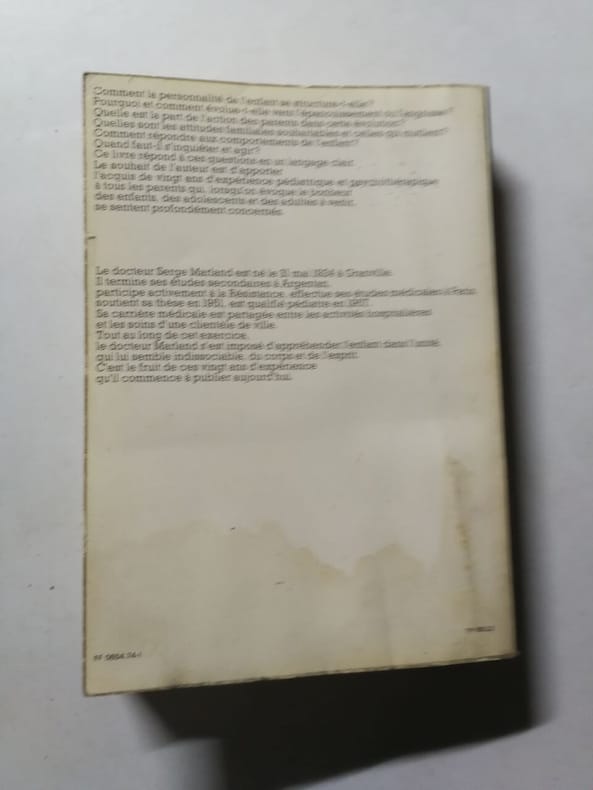 Comment la personnalité de l'enfant se structure-t-elle?
Pourquoi et comment évolue-t-elle vers l'épanouissement ou l'angoisse?
Quelle est la part de l'action des parents dans cette évolution?
Quelles sont les attitudes familiales souhaitables et celles qui mutilent?
Comment répondre aux comportements de l'enfant?
Quand faut-il s'inquiéter et agir?
Ce livre répond à ces questions en un langage clair.
Le souhait de l'auteur est d'apporter
l'acquis de vingt ans d'expérience pédiatrique et psychothérapique
à tous les parents qui, lorsqu'on évoque le bonheur
des enfants, des adolescents et des adultes à venir,
se sentent profondément concernés.
Le docteur Serge Marland est né le 21 mai à Granville.
Il termine ses études secondaires à Argentan,
participe activement à la Résistance, effectue ses études médicales à Paris,
soutient sa thèse en 1951, est qualifié pédiatre en
Sa carrière médicale est partagée entre les activités hospitalières
et les soins d'une clientèle de ville.
Tout au long de cet exercice,
le docteur Marland s'est imposé d'appréhender l'enfant dans l'unité,
qui lui semble indissociable, du corps et de l'esprit.
C'est le fruit de ces vingt ans d'expérience
qu'il commence à publier aujourd'hui.